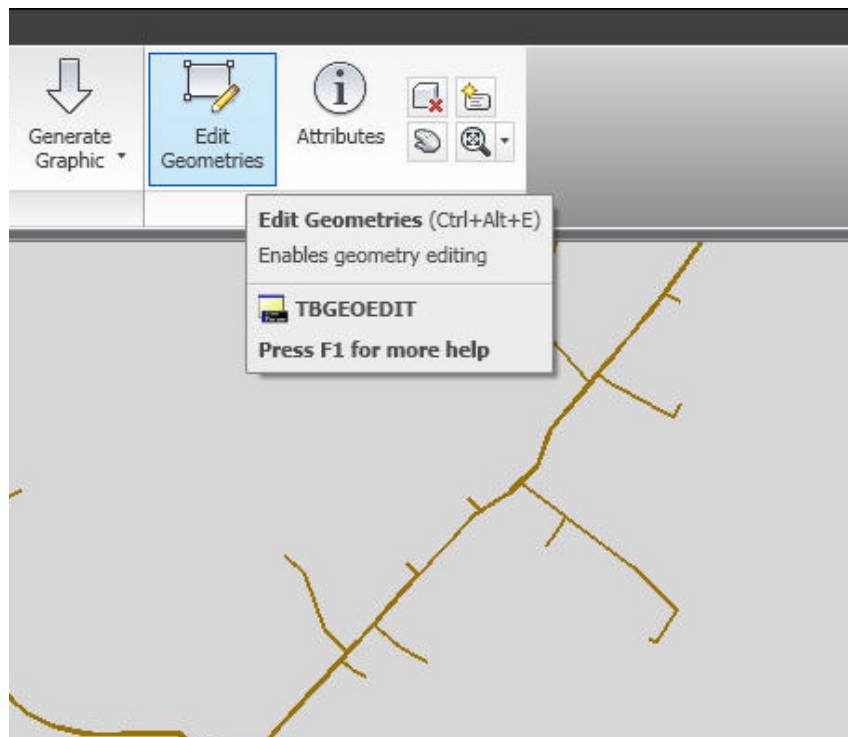 Generate
Graphic
Edit
Geometries
Attributes
Edit Geometries (Ctrl+Alt+E)
Enables geometry editing
TBGEOEDIT
Press F1 for more help